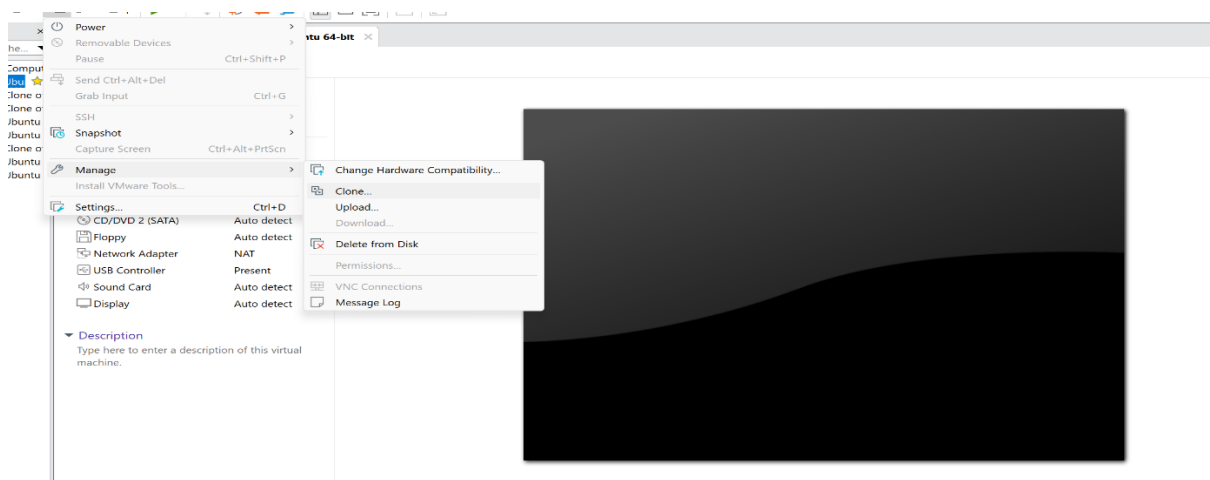 ntu 64-bit
he...
Comput
Ubu
Clone o
Clone o
Ubuntu
Ubuntu
Clone o
Ubuntu
Ubuntu
Power
Removable Devices
Pause Ctrl+Shift+P
Send Ctrl+Alt+Del
Grab Input Ctrl+G
SSH
Snapshot
Capture Screen Ctrl+Alt+PrtScn
Manage
Install VMware Tools...
Settings... Ctrl+D
Change Hardware Compatibility...
Clone...
Upload...
Download...
Delete from Disk
Permissions...
VNC Connections
Message Log
CD/DVD 2 (SATA) Auto detect
Floppy Auto detect
Network Adapter NAT
USB Controller Present
Sound Card Auto detect
Display Auto detect
Description
Type here to enter a description of this virtual
machine.